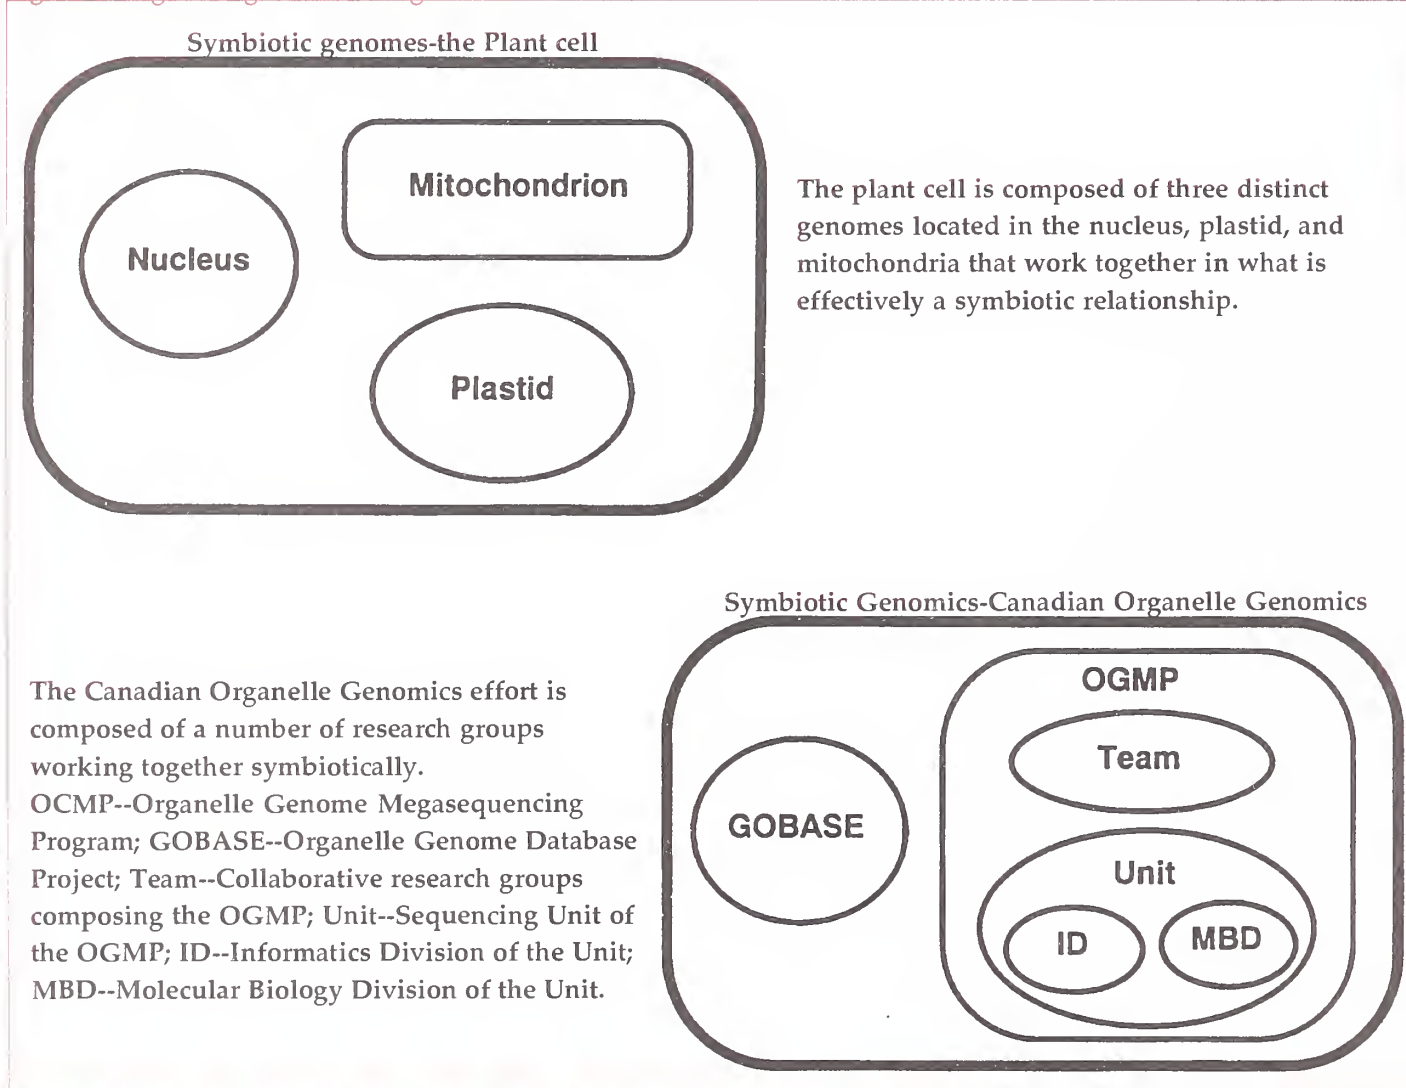 Symbiotic genomes-the Plant cell
Mitochondrion
Nucleus
Plastid
The plant cell is composed of three distinct
genomes located in the nucleus, plastid, and
mitochondria that work together in what is
effectively a symbiotic relationship.
Symbiotic Genomics-Canadian Organelle Genomics
The Canadian Organelle Genomics effort is
composed of a number of research groups
working together symbiotically.
OCMP--Organelle Genome Megasequencing
Program; GOBASE--Organelle Genome Database
Project; Team--Collaborative research groups
composing the OGMP; Unit--Sequencing Unit of
the OGMP; ID--Informatics Division of the Unit;
MBD--Molecular Biology Division of the Unit.
OGMP
Team
GOBASE
Unit
ID
MBD